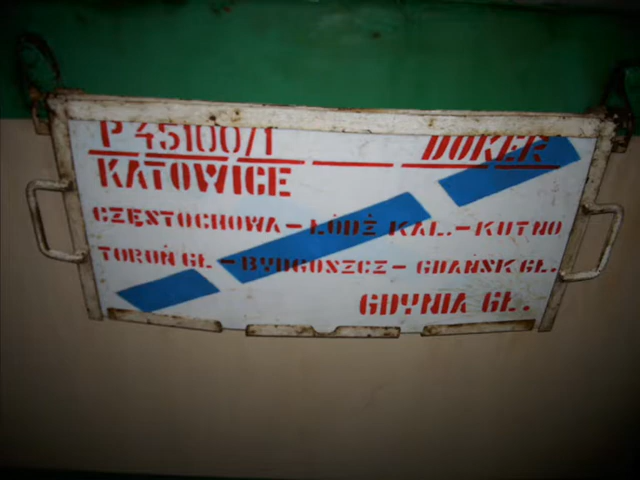 P 45100/1 DOKER
KATOWICE
CZĘSTOCHOWA - ŁÓDŹ KAL. - KUTNO
TORUŃ GŁ. - BYDGOSZCZ - GDAŃSK GŁ.
GDYNIA GŁ.